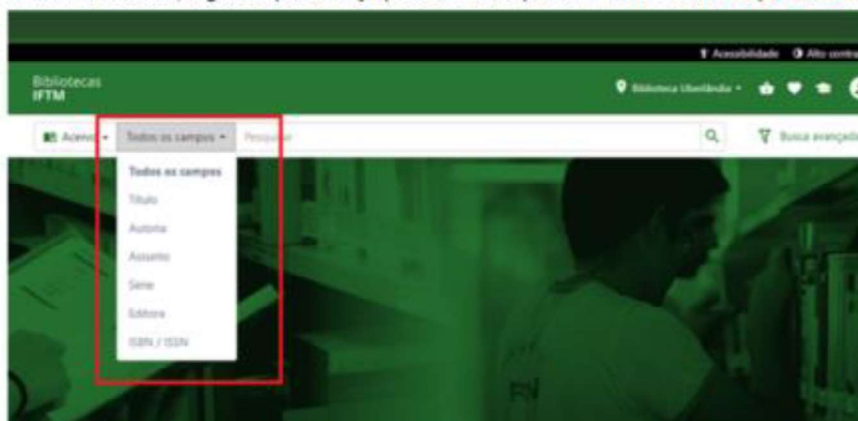 Acessibilidade Alto contra
Bibliotecas
IFTM
Biblioteca Uberlândia
Acervo Todos os campos Pesquisar
Busca avançada
Todos os campos
Título
Autoria
Assunto
Série
Editora
ISBN / ISSN